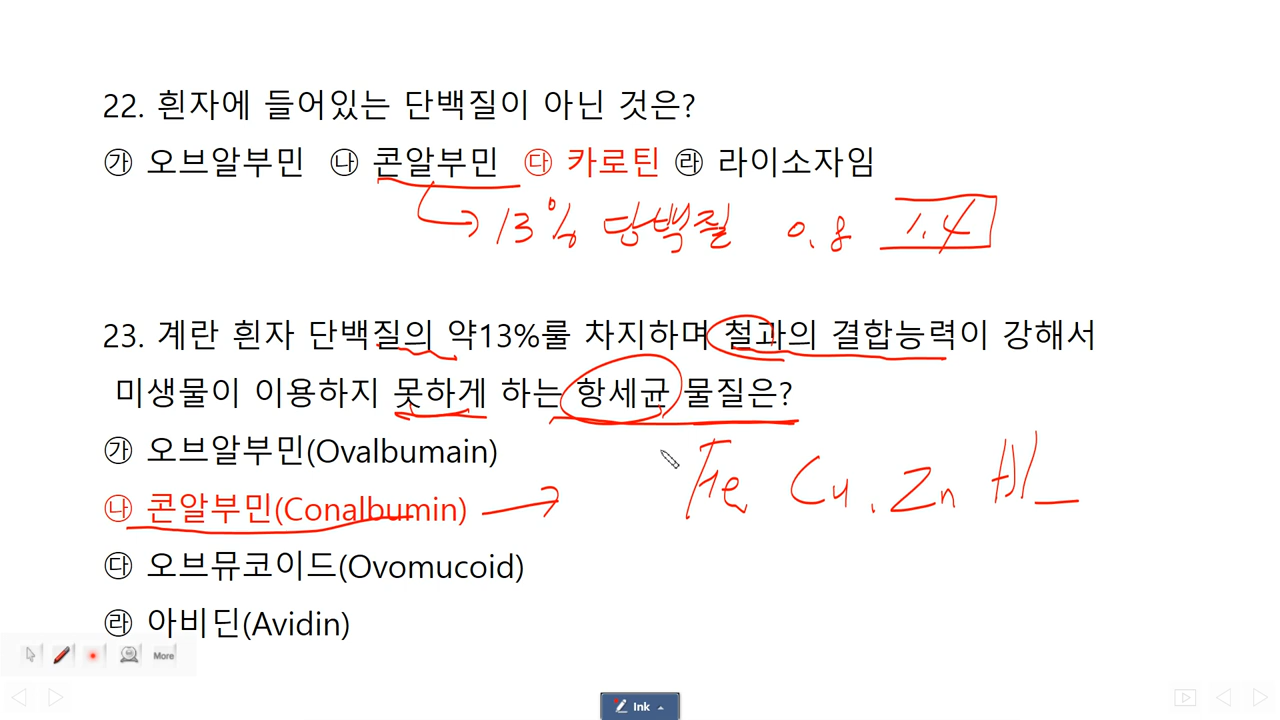 22. 흰자에 들어있는 단백질이 아닌 것은?
㉮ 오브알부민 ㉯ 콘알부민 ㉰ 카로틴 ㉱ 라이소자임
13% 단백질 0.8 1.4
23. 계란 흰자 단백질의 약13%룰 차지하며 철과의 결합능력이 강해서
미생물이 이용하지 못하게 하는 항세균 물질은?
㉮ 오브알부민(Ovalbumain)
㉯ 콘알부민(Conalbumin)
Fe Cu, Zn Al
㉰ 오브뮤코이드(Ovomucoid)
㉱ 아비딘(Avidin)
More
Ink